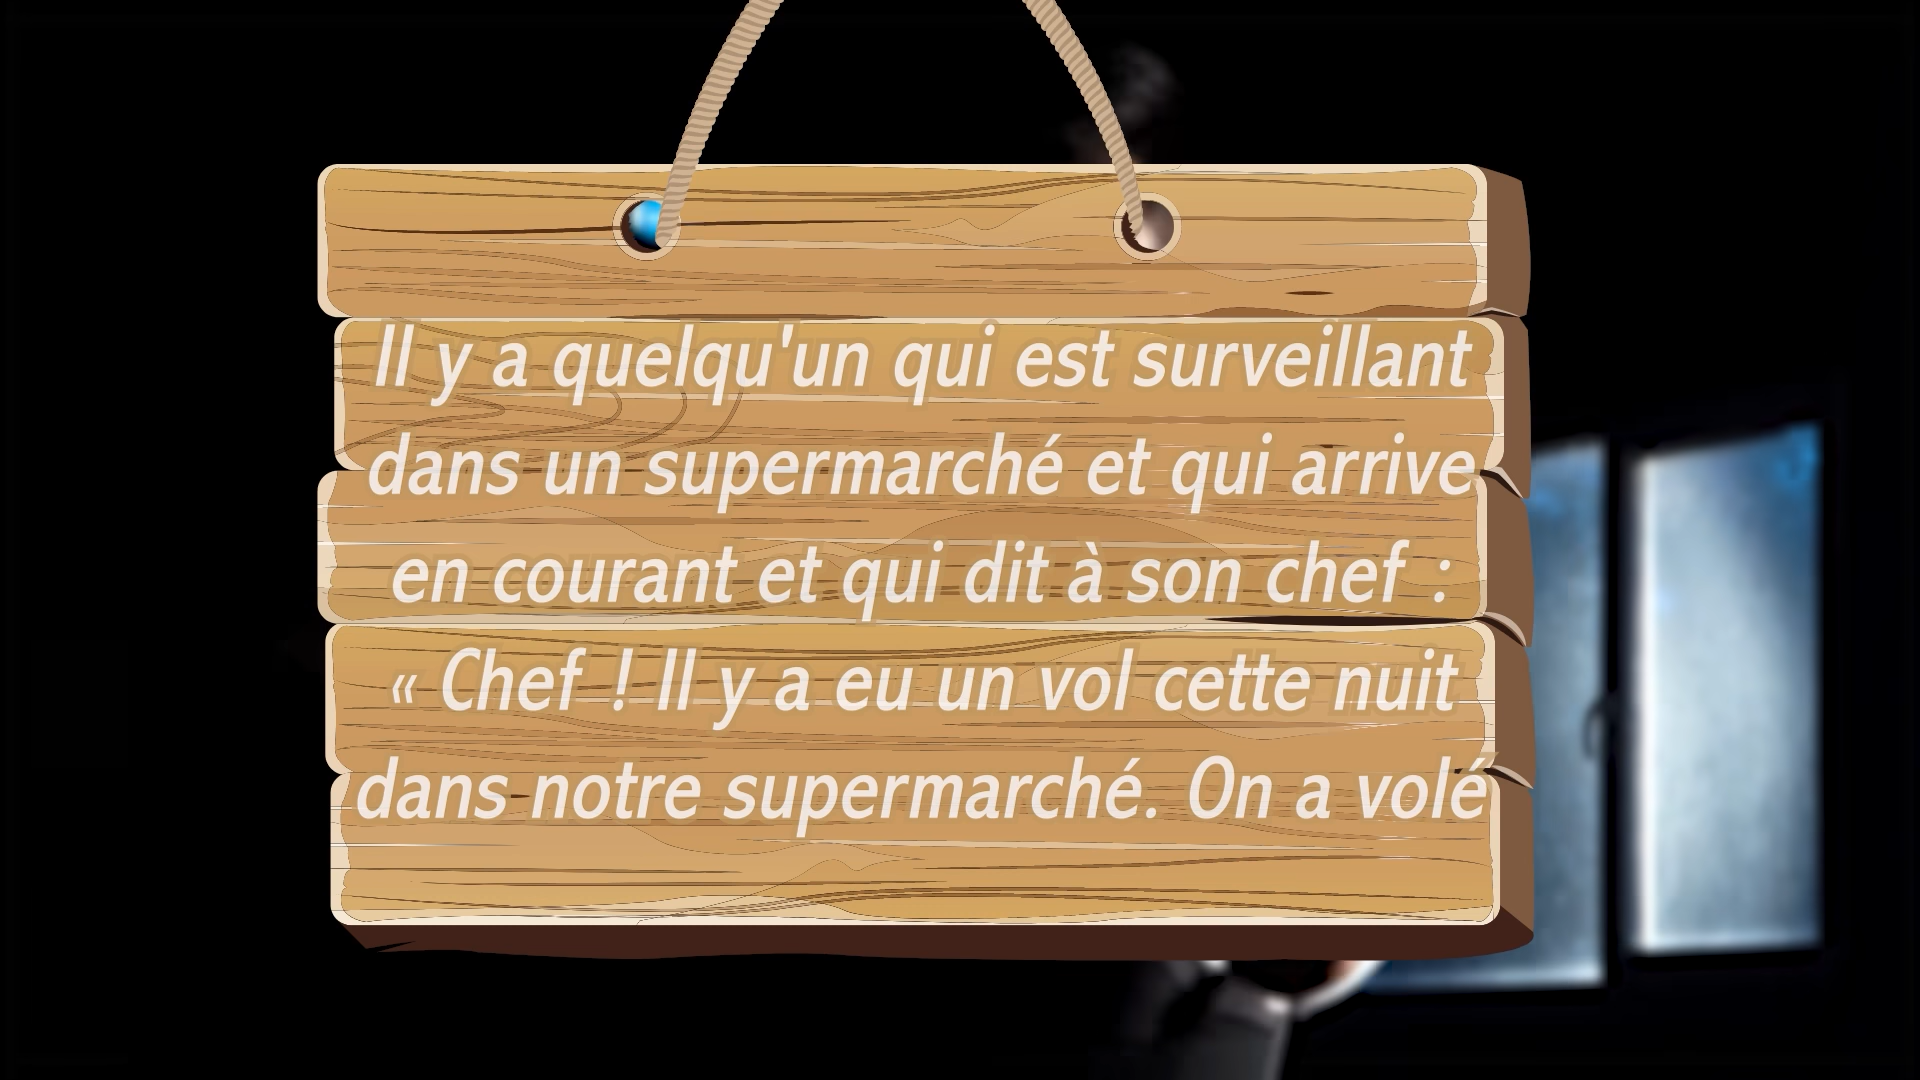 Il y a quelqu'un qui est surveillant
dans un supermarché et qui arrive
en courant et qui dit à son chef :
« Chef ! Il y a eu un vol cette nuit
dans notre supermarché. On a volé